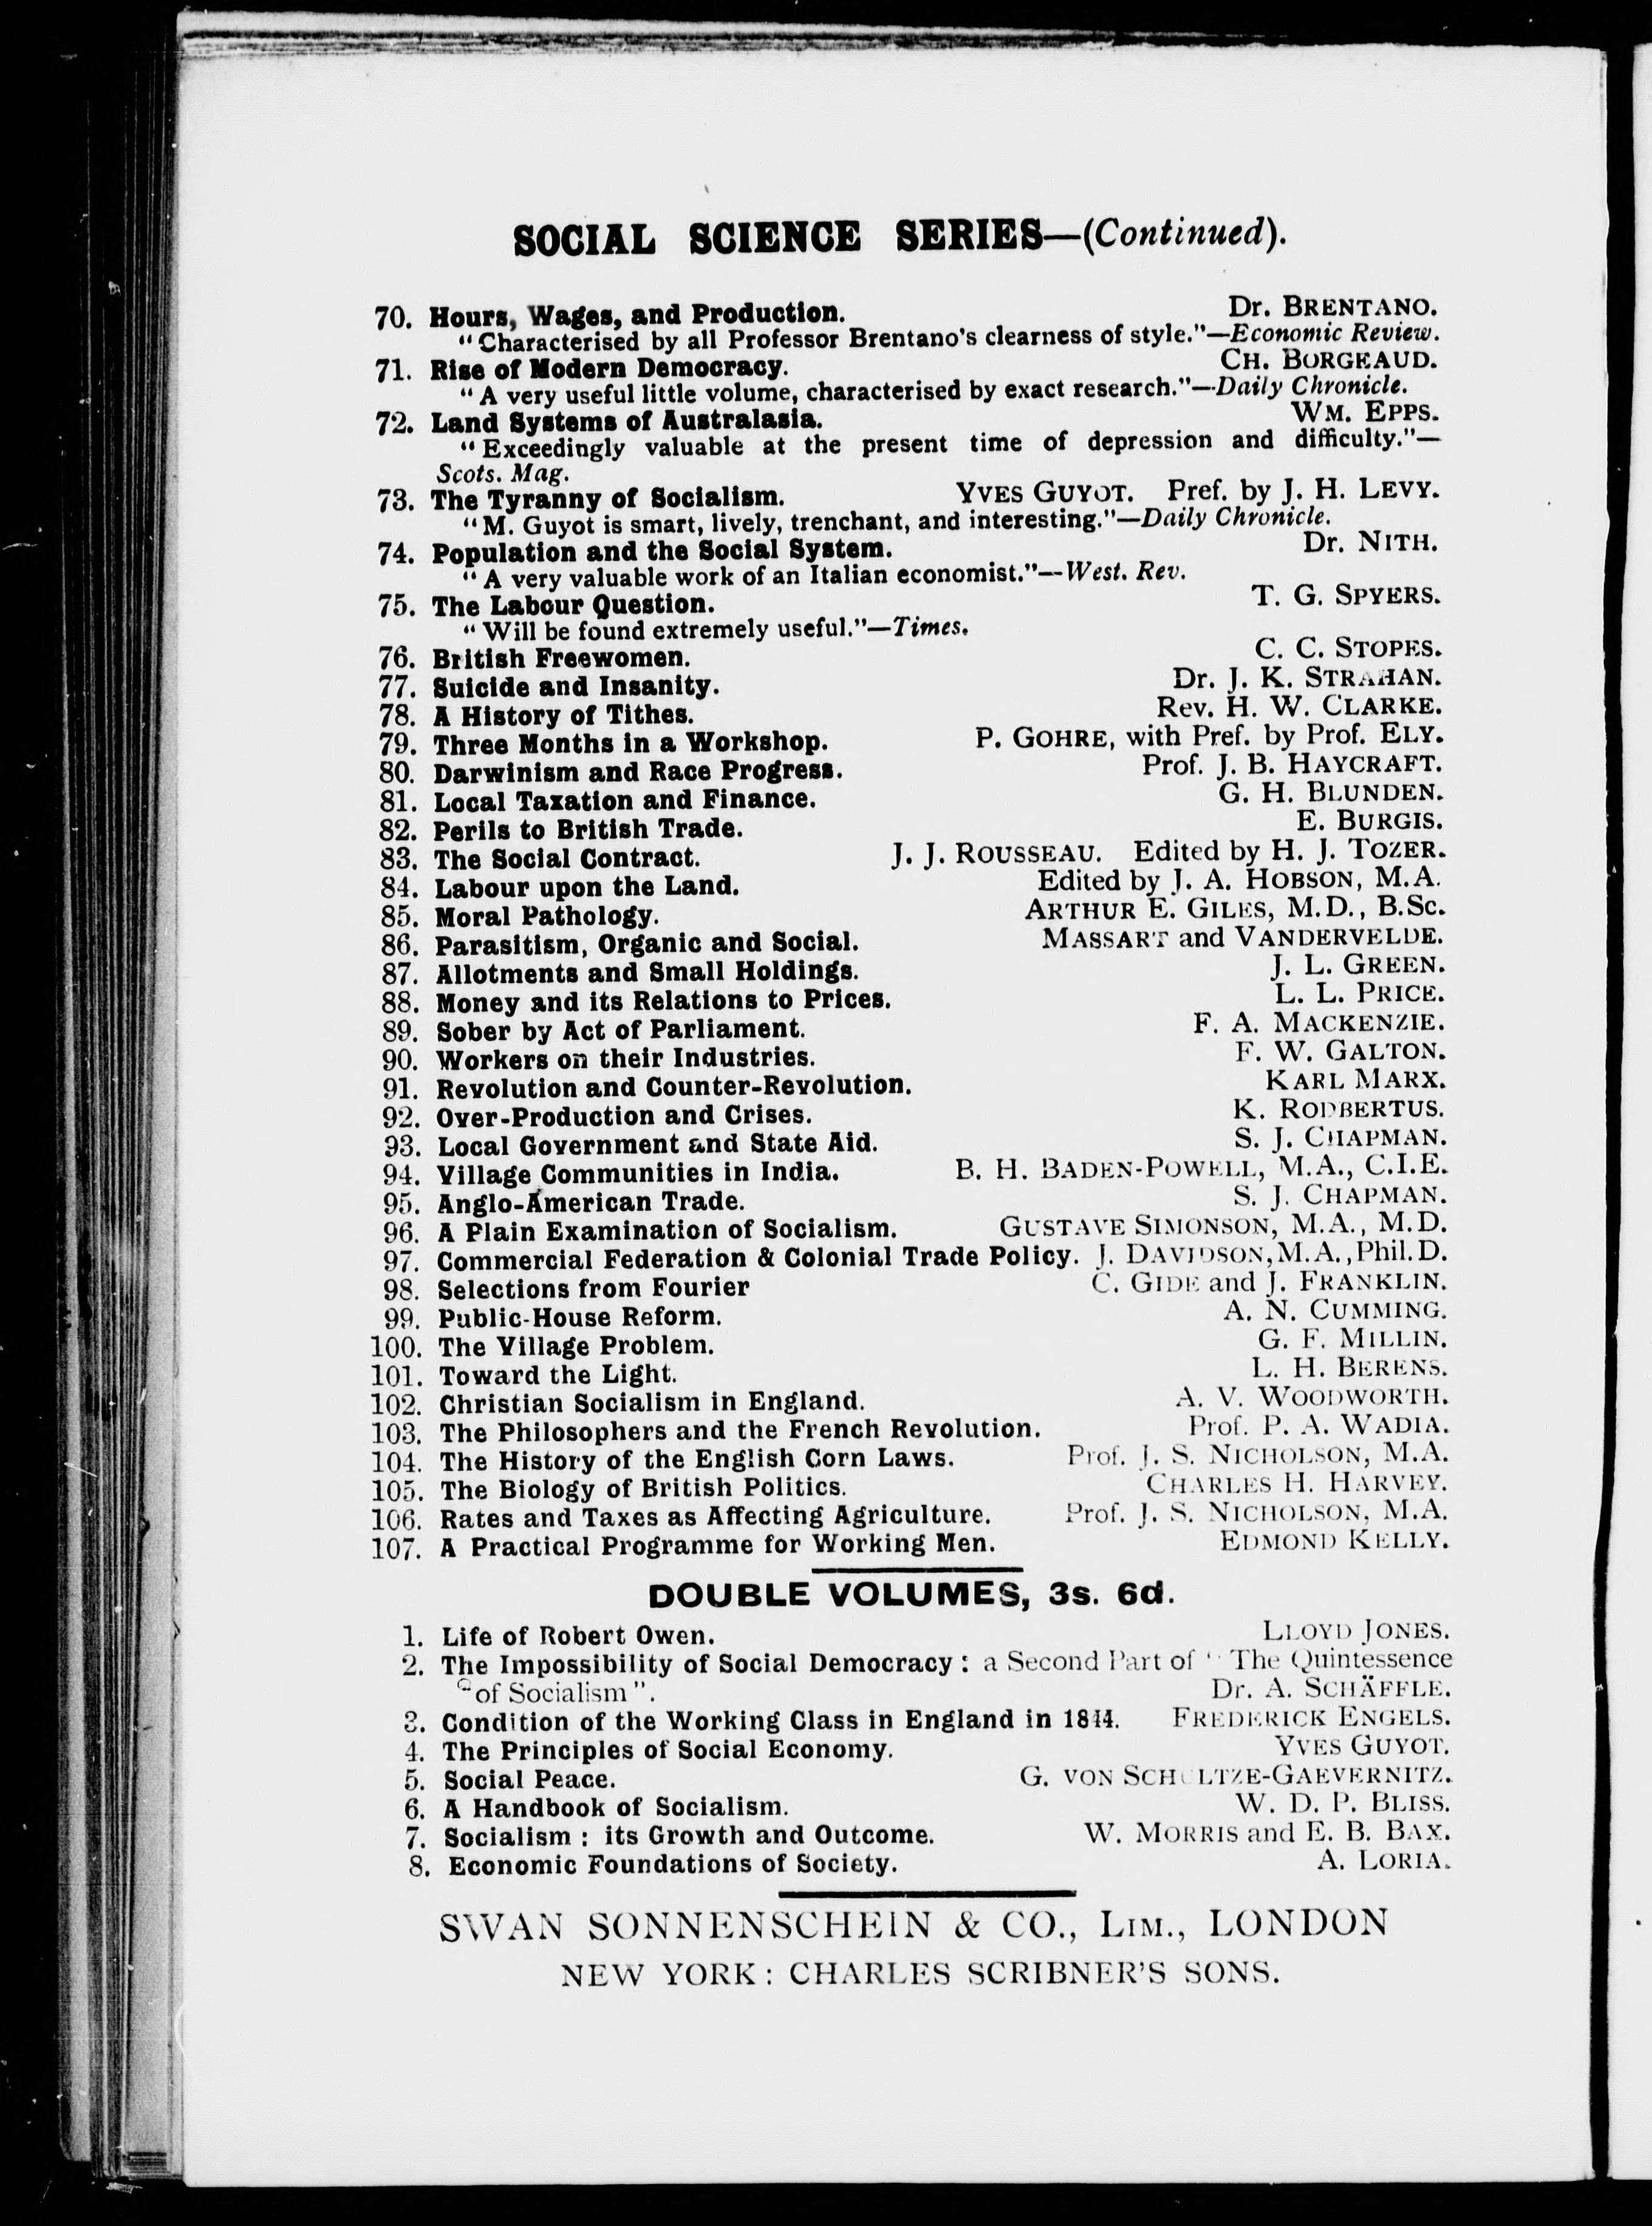 SOCIAL SCIENCE SERIES—(Continued).
70. Hours, Wages, and Production. Dr. BRENTANO.
"Characterised by all Professor Brentano's clearness of style."—Economic Review.
71. Rise of Modern Democracy. CH. BORGEAUD.
"A very useful little volume, characterised by exact research."—Daily Chronicle.
72. Land Systems of Australasia. WM. EPPS.
"Exceedingly valuable at the present time of depression and difficulty."—
Scots. Mag.
73. The Tyranny of Socialism. YVES GUYOT. Pref. by J. H. LEVY.
"M. Guyot is smart, lively, trenchant, and interesting."—Daily Chronicle.
74. Population and the Social System. Dr. NITH.
"A very valuable work of an Italian economist."—West. Rev.
75. The Labour Question. T. G. SPYERS.
"Will be found extremely useful."—Times.
76. British Freewomen. C. C. STOPES.
77. Suicide and Insanity. Dr. J. K. STRAHAN.
78. A History of Tithes. Rev. H. W. CLARKE.
79. Three Months in a Workshop. P. GOHRE, with Pref. by Prof. ELY.
80. Darwinism and Race Progress. Prof. J. B. HAYCRAFT.
81. Local Taxation and Finance. G. H. BLUNDEN.
82. Perils to British Trade. E. BURGIS.
83. The Social Contract. J. J. ROUSSEAU. Edited by H. J. TOZER.
84. Labour upon the Land. Edited by J. A. HOBSON, M.A.
85. Moral Pathology. ARTHUR E. GILES, M.D., B.Sc.
86. Parasitism, Organic and Social. MASSART and VANDERVELDE.
87. Allotments and Small Holdings. J. L. GREEN.
88. Money and its Relations to Prices. L. L. PRICE.
89. Sober by Act of Parliament. F. A. MACKENZIE.
90. Workers on their Industries. F. W. GALTON.
91. Revolution and Counter-Revolution. KARL MARX.
92. Over-Production and Crises. K. RODBERTUS.
93. Local Government and State Aid. S. J. CHAPMAN.
94. Village Communities in India. B. H. BADEN-POWELL, M.A., C.I.E.
95. Anglo-American Trade. S. J. CHAPMAN.
96. A Plain Examination of Socialism. GUSTAVE SIMONSON, M.A., M.D.
97. Commercial Federation & Colonial Trade Policy. J. DAVIDSON, M.A., Phil.D.
98. Selections from Fourier C. GIDE and J. FRANKLIN.
99. Public-House Reform. A. N. CUMMING.
100. The Village Problem. G. F. MILLIN.
101. Toward the Light. L. H. BERENS.
102. Christian Socialism in England. A. V. WOODWORTH.
103. The Philosophers and the French Revolution. Prof. P. A. WADIA.
104. The History of the English Corn Laws. Prof. J. S. NICHOLSON, M.A.
105. The Biology of British Politics. CHARLES H. HARVEY.
106. Rates and Taxes as Affecting Agriculture. Prof. J. S. NICHOLSON, M.A.
107. A Practical Programme for Working Men. EDMOND KELLY.
DOUBLE VOLUMES, 3s. 6d.
1. Life of Robert Owen. LLOYD JONES.
2. The Impossibility of Social Democracy: a Second Part of "The Quintessence
of Socialism". Dr. A. SCHÄFFLE.
3. Condition of the Working Class in England in 1844. FREDERICK ENGELS.
4. The Principles of Social Economy. YVES GUYOT.
5. Social Peace. G. VON SCHULTZE-GAEVERNITZ.
6. A Handbook of Socialism. W. D. P. BLISS.
7. Socialism: its Growth and Outcome. W. MORRIS and E. B. BAX.
8. Economic Foundations of Society. A. LORIA.
SWAN SONNENSCHEIN & CO., LIM., LONDON
NEW YORK: CHARLES SCRIBNER'S SONS.